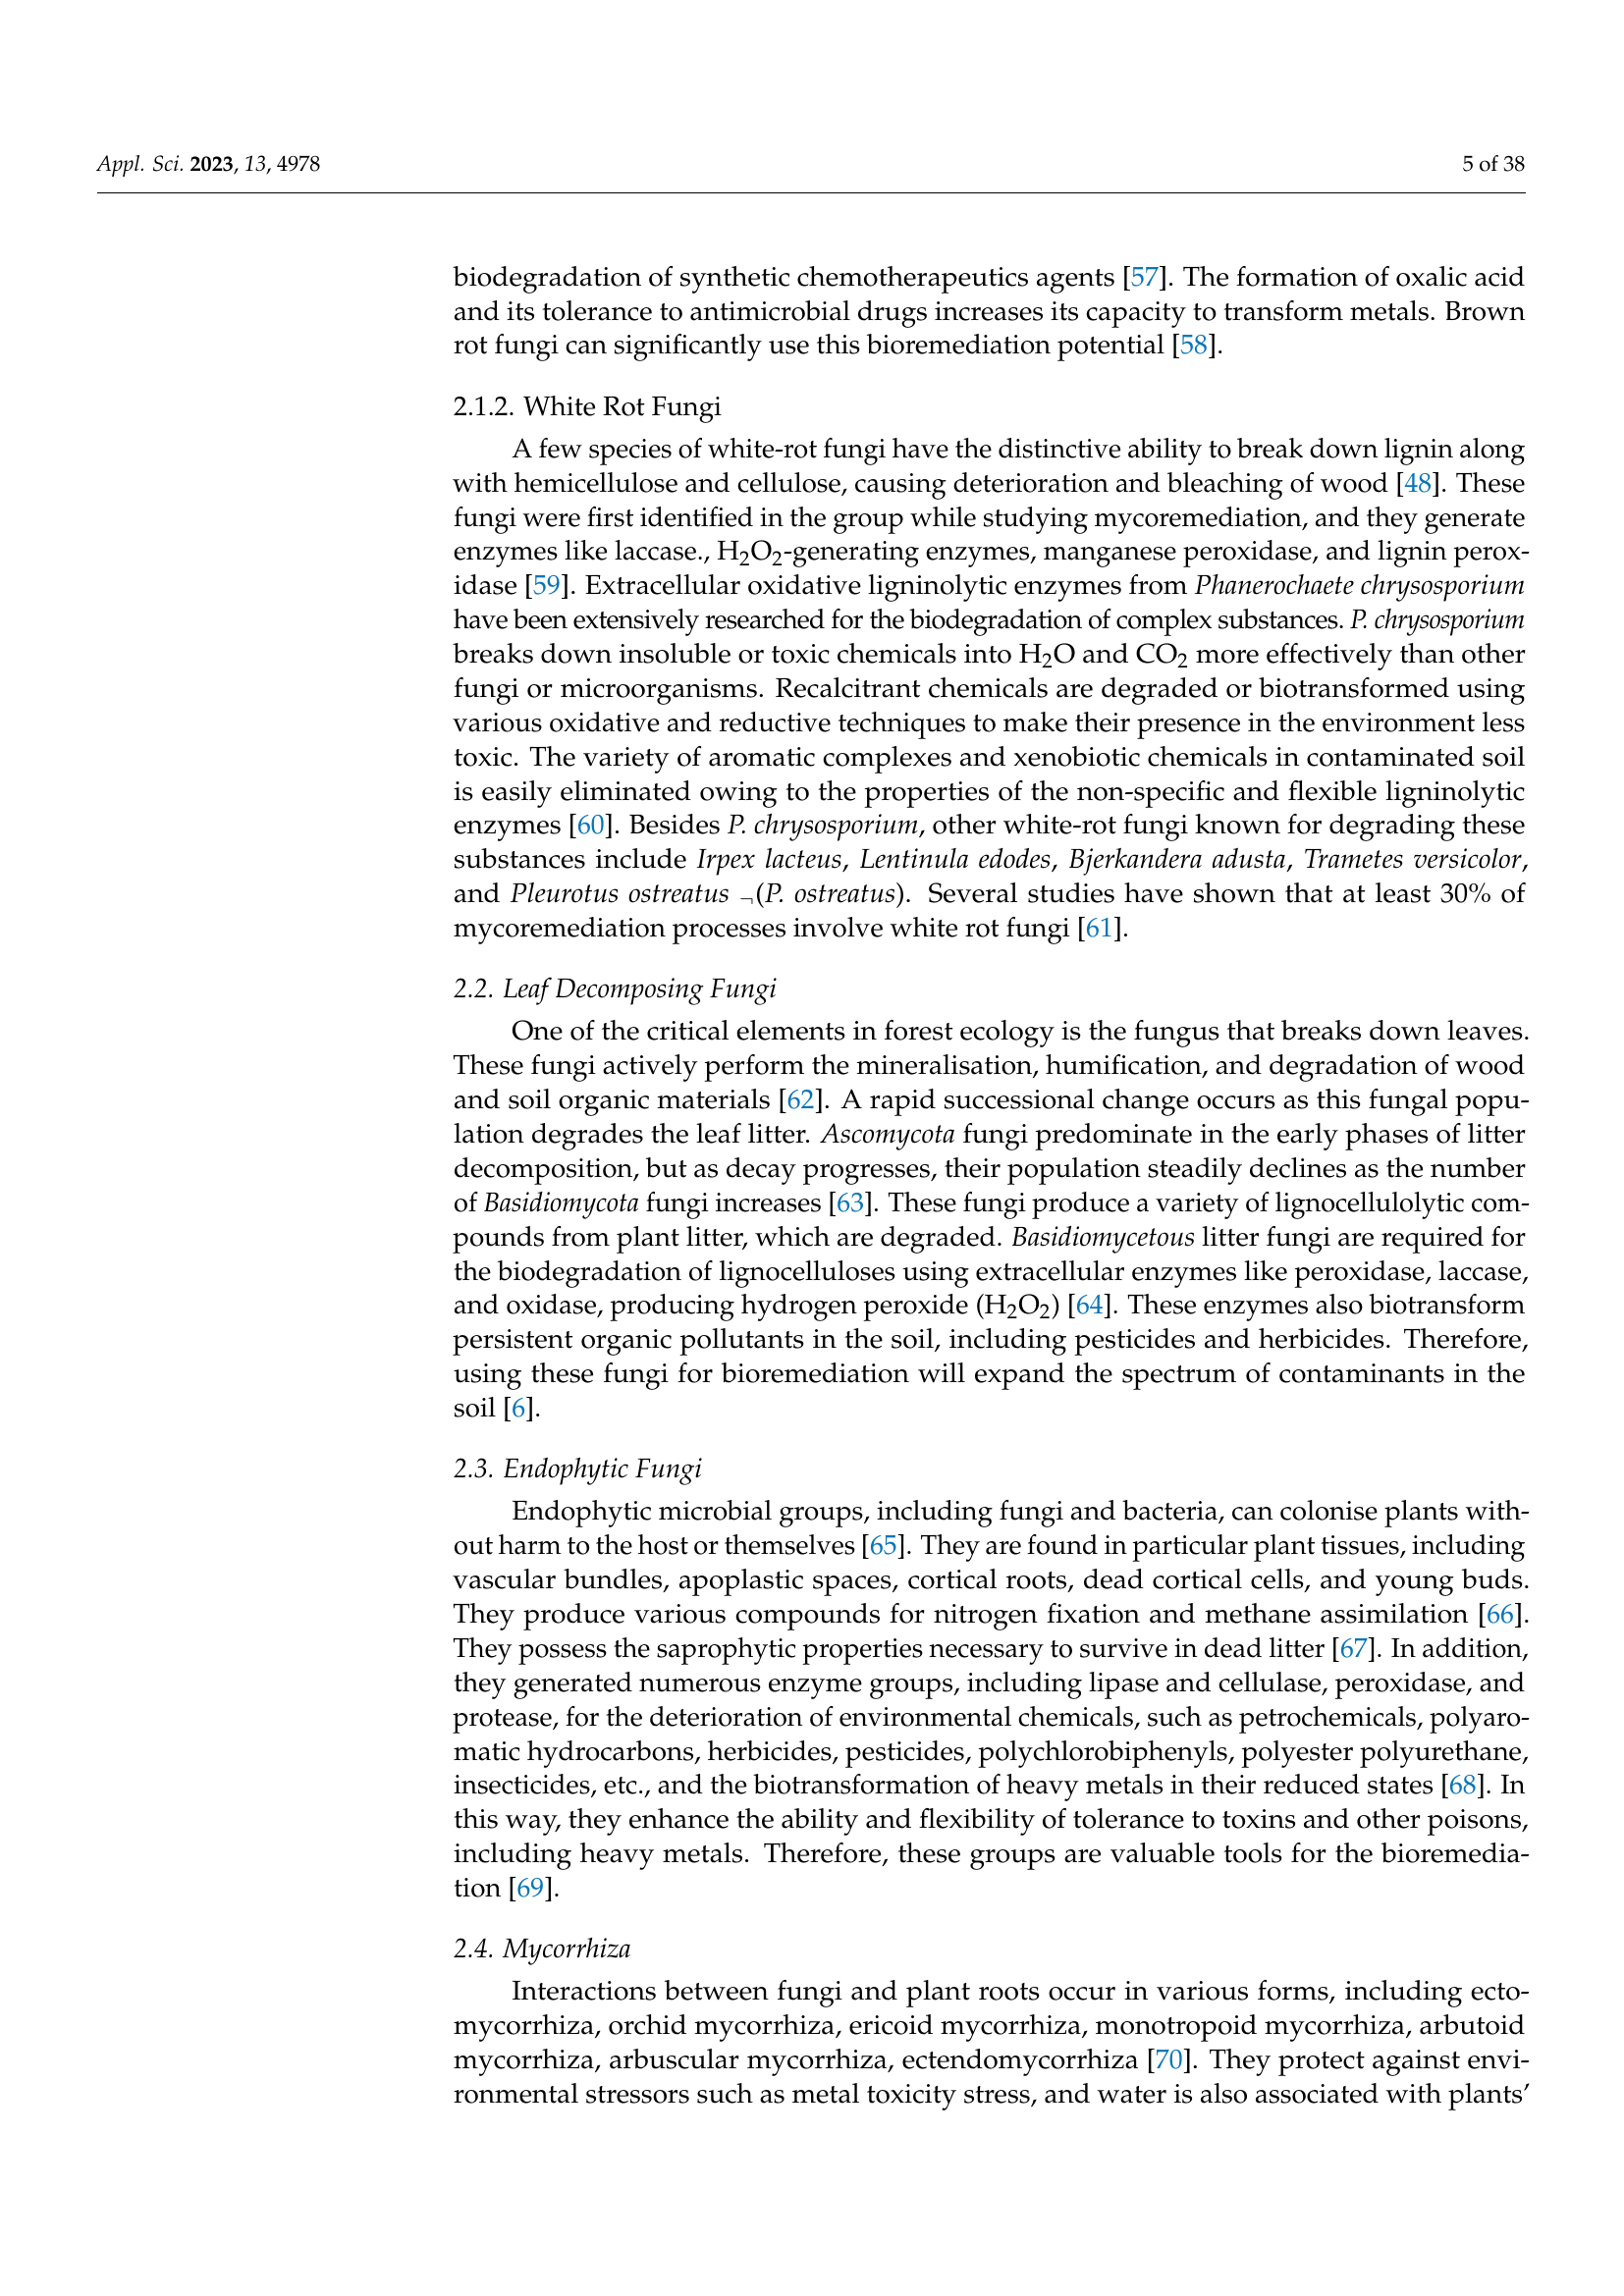 Appl. Sci. 2023, 13, 4978
5 of 38
biodegradation of synthetic chemotherapeutics agents [57]. The formation of oxalic acid
and its tolerance to antimicrobial drugs increases its capacity to transform metals. Brown
rot fungi can significantly use this bioremediation potential [58].
2.1.2. White Rot Fungi
A few species of white-rot fungi have the distinctive ability to break down lignin along
with hemicellulose and cellulose, causing deterioration and bleaching of wood [48]. These
fungi were first identified in the group while studying mycoremediation, and they generate
enzymes like laccase., H₂O₂-generating enzymes, manganese peroxidase, and lignin perox-
idase [59]. Extracellular oxidative ligninolytic enzymes from Phanerochaete chrysosporium
have been extensively researched for the biodegradation of complex substances. P. chrysosporium
breaks down insoluble or toxic chemicals into H₂O and CO₂ more effectively than other
fungi or microorganisms. Recalcitrant chemicals are degraded or biotransformed using
various oxidative and reductive techniques to make their presence in the environment less
toxic. The variety of aromatic complexes and xenobiotic chemicals in contaminated soil
is easily eliminated owing to the properties of the non-specific and flexible ligninolytic
enzymes [60]. Besides P. chrysosporium, other white-rot fungi known for degrading these
substances include Irpex lacteus, Lentinula edodes, Bjerkandera adusta, Trametes versicolor,
and Pleurotus ostreatus ¬(P. ostreatus). Several studies have shown that at least 30% of
mycoremediation processes involve white rot fungi [61].
2.2. Leaf Decomposing Fungi
One of the critical elements in forest ecology is the fungus that breaks down leaves.
These fungi actively perform the mineralisation, humification, and degradation of wood
and soil organic materials [62]. A rapid successional change occurs as this fungal popu-
lation degrades the leaf litter. Ascomycota fungi predominate in the early phases of litter
decomposition, but as decay progresses, their population steadily declines as the number
of Basidiomycota fungi increases [63]. These fungi produce a variety of lignocellulolytic com-
pounds from plant litter, which are degraded. Basidiomycetous litter fungi are required for
the biodegradation of lignocelluloses using extracellular enzymes like peroxidase, laccase,
and oxidase, producing hydrogen peroxide (H₂O₂) [64]. These enzymes also biotransform
persistent organic pollutants in the soil, including pesticides and herbicides. Therefore,
using these fungi for bioremediation will expand the spectrum of contaminants in the
soil [6].
2.3. Endophytic Fungi
Endophytic microbial groups, including fungi and bacteria, can colonise plants with-
out harm to the host or themselves [65]. They are found in particular plant tissues, including
vascular bundles, apoplastic spaces, cortical roots, dead cortical cells, and young buds.
They produce various compounds for nitrogen fixation and methane assimilation [66].
They possess the saprophytic properties necessary to survive in dead litter [67]. In addition,
they generated numerous enzyme groups, including lipase and cellulase, peroxidase, and
protease, for the deterioration of environmental chemicals, such as petrochemicals, polyaro-
matic hydrocarbons, herbicides, pesticides, polychlorobiphenyls, polyester polyurethane,
insecticides, etc., and the biotransformation of heavy metals in their reduced states [68]. In
this way, they enhance the ability and flexibility of tolerance to toxins and other poisons,
including heavy metals. Therefore, these groups are valuable tools for the bioremedia-
tion [69].
2.4. Mycorrhiza
Interactions between fungi and plant roots occur in various forms, including ecto-
mycorrhiza, orchid mycorrhiza, ericoid mycorrhiza, monotropoid mycorrhiza, arbutoid
mycorrhiza, arbuscular mycorrhiza, ectendomycorrhiza [70]. They protect against envi-
ronmental stressors such as metal toxicity stress, and water is also associated with plants’